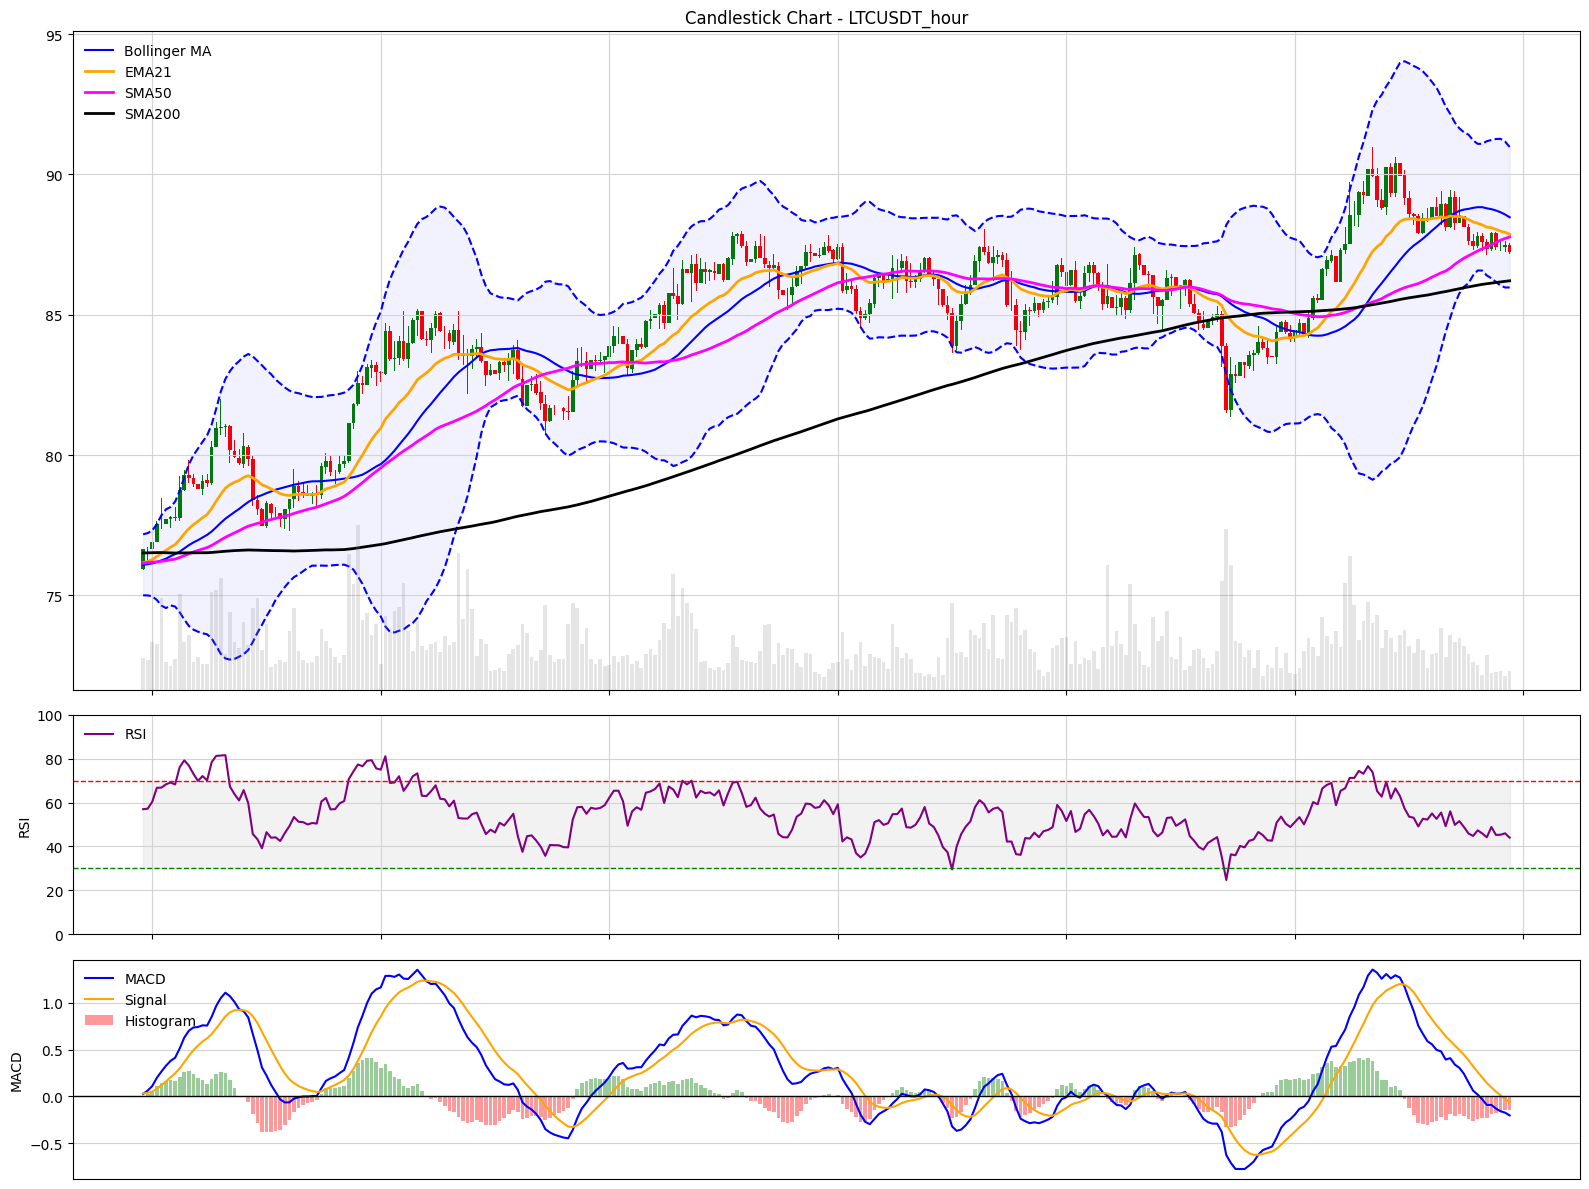 Candlestick Chart - LTCUSDT_hour
95
90
85
80
75
Bollinger MA
EMA21
SMA50
SMA200
100
80
60
40
20
0
RSI
RSI
1.0
0.5
0.0
−0.5
MACD
MACD
Signal
Histogram